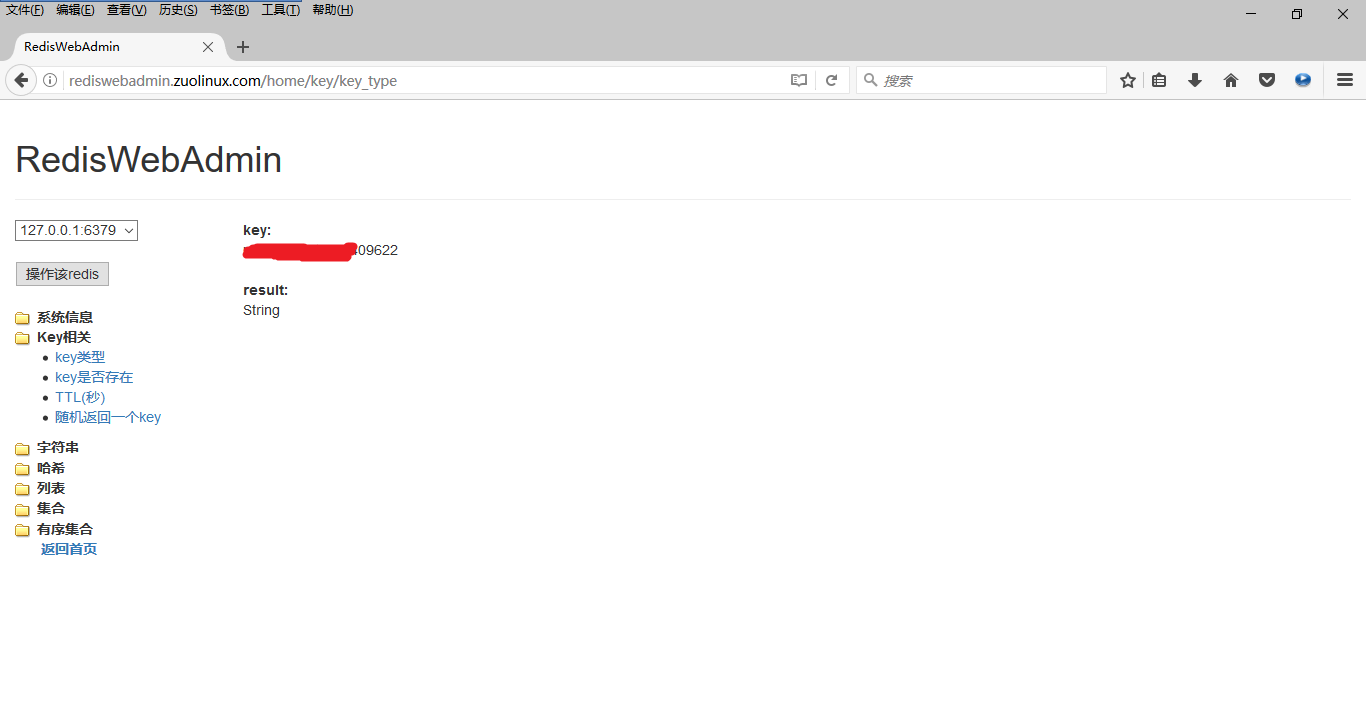 文件(F) 编辑(E) 查看(V) 历史(S) 书签(B) 工具(T) 帮助(H)
RedisWebAdmin
rediswebadmin.zuolinux.com/home/key/key_type
搜索
RedisWebAdmin
127.0.0.1:6379
操作该redis
系统信息
Key相关
key类型
key是否存在
TTL(秒)
随机返回一个key
字符串
哈希
列表
集合
有序集合
返回首页
key:
09622
result:
String